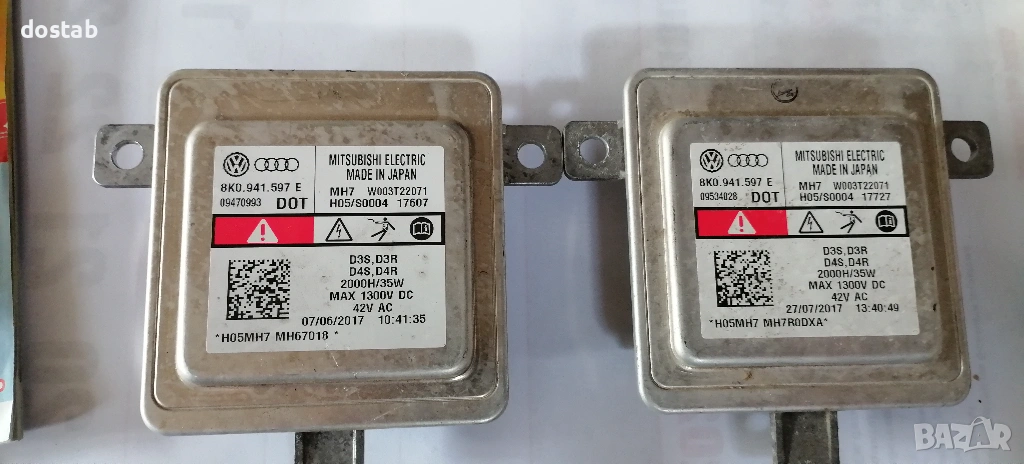 dostab
MITSUBISHI ELECTRIC
MADE IN JAPAN
8K0.941.597 E
MH7 W003T22071
09470993 DOT
H05/S0004 17607
D3S,D3R
D4S,D4R
2000H/35W
MAX 1300V DC
42V AC
07/06/2017 10:41:35
*H05MH7 MH67018 *
MITSUBISHI ELECTRIC
MADE IN JAPAN
8K0.941.597 E
MH7 W003T22071
09534028 DOT
H05/S0004 17727
D3S,D3R
D4S,D4R
2000H/35W
MAX 1300V DC
42V AC
27/07/2017 13:40:49
*H05MH7 MH7R0DXA*
BAZAR